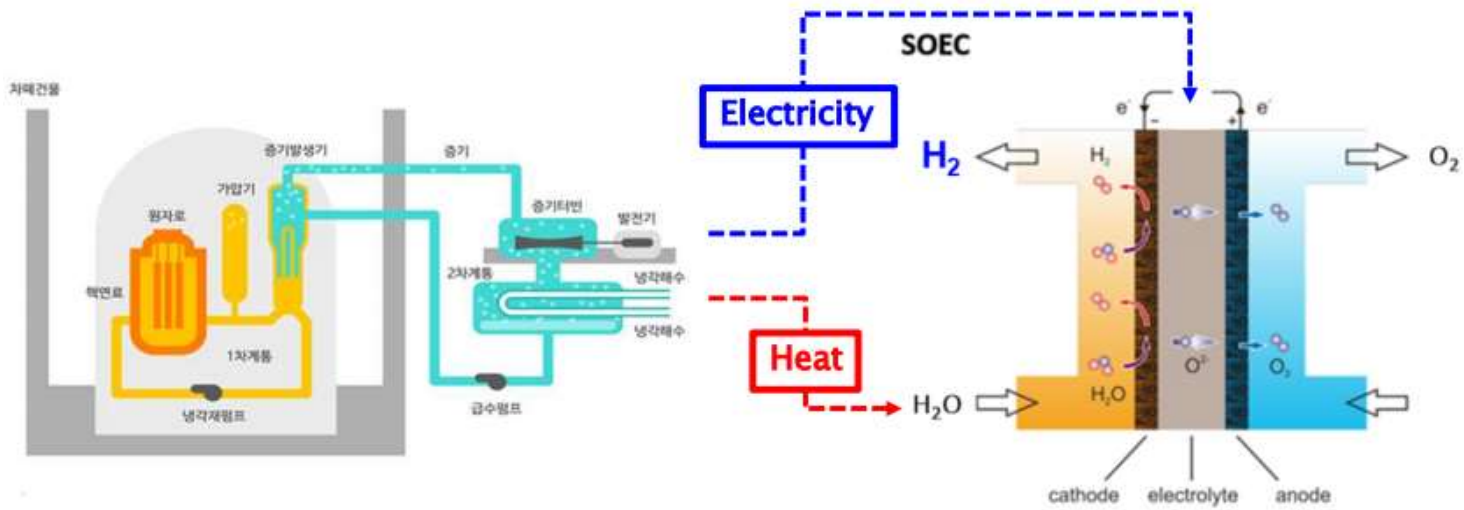 차폐건물
증기발생기
증기
가압기
원자로
핵연료
1차계통
냉각재펌프
증기터빈
발전기
2차계통
냉각해수
냉각해수
급수펌프
Electricity
Heat
SOEC
e⁻
e⁻
−
+
H₂
O₂
H₂
H₂O
O²⁻
O₂
H₂O
cathode
electrolyte
anode